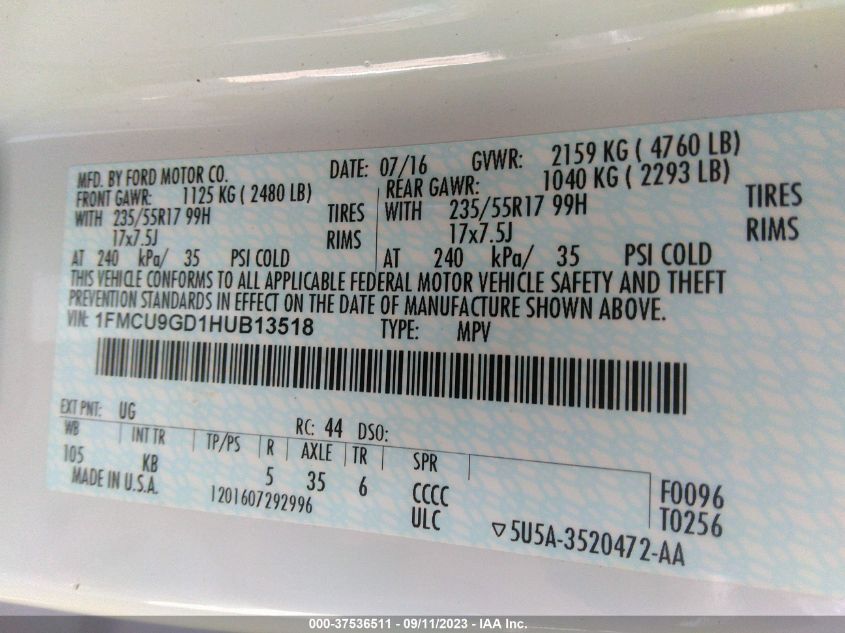 MFD. BY FORD MOTOR CO. DATE: 07/16 GVWR: 2159 KG ( 4760 LB)
FRONT GAWR: 1125 KG ( 2480 LB) REAR GAWR: 1040 KG ( 2293 LB)
WITH 235/55R17 99H TIRES WITH 235/55R17 99H TIRES
17x7.5J RIMS 17x7.5J RIMS
AT 240 kPa/ 35 PSI COLD AT 240 kPa/ 35 PSI COLD
THIS VEHICLE CONFORMS TO ALL APPLICABLE FEDERAL MOTOR VEHICLE SAFETY AND THEFT
PREVENTION STANDARDS IN EFFECT ON THE DATE OF MANUFACTURE SHOWN ABOVE.
VIN: 1FMCU9GD1HUB13518 TYPE: MPV
EXT PNT: UG RC: 44 DSO:
WB INT TR TP/PS R AXLE TR SPR
105 KB 5 35 6 CCCC F0096
MADE IN U.S.A. 1201607292996 ULC T0256
▽5U5A-3520472-AA
000-37536511 - 09/11/2023 - IAA Inc.